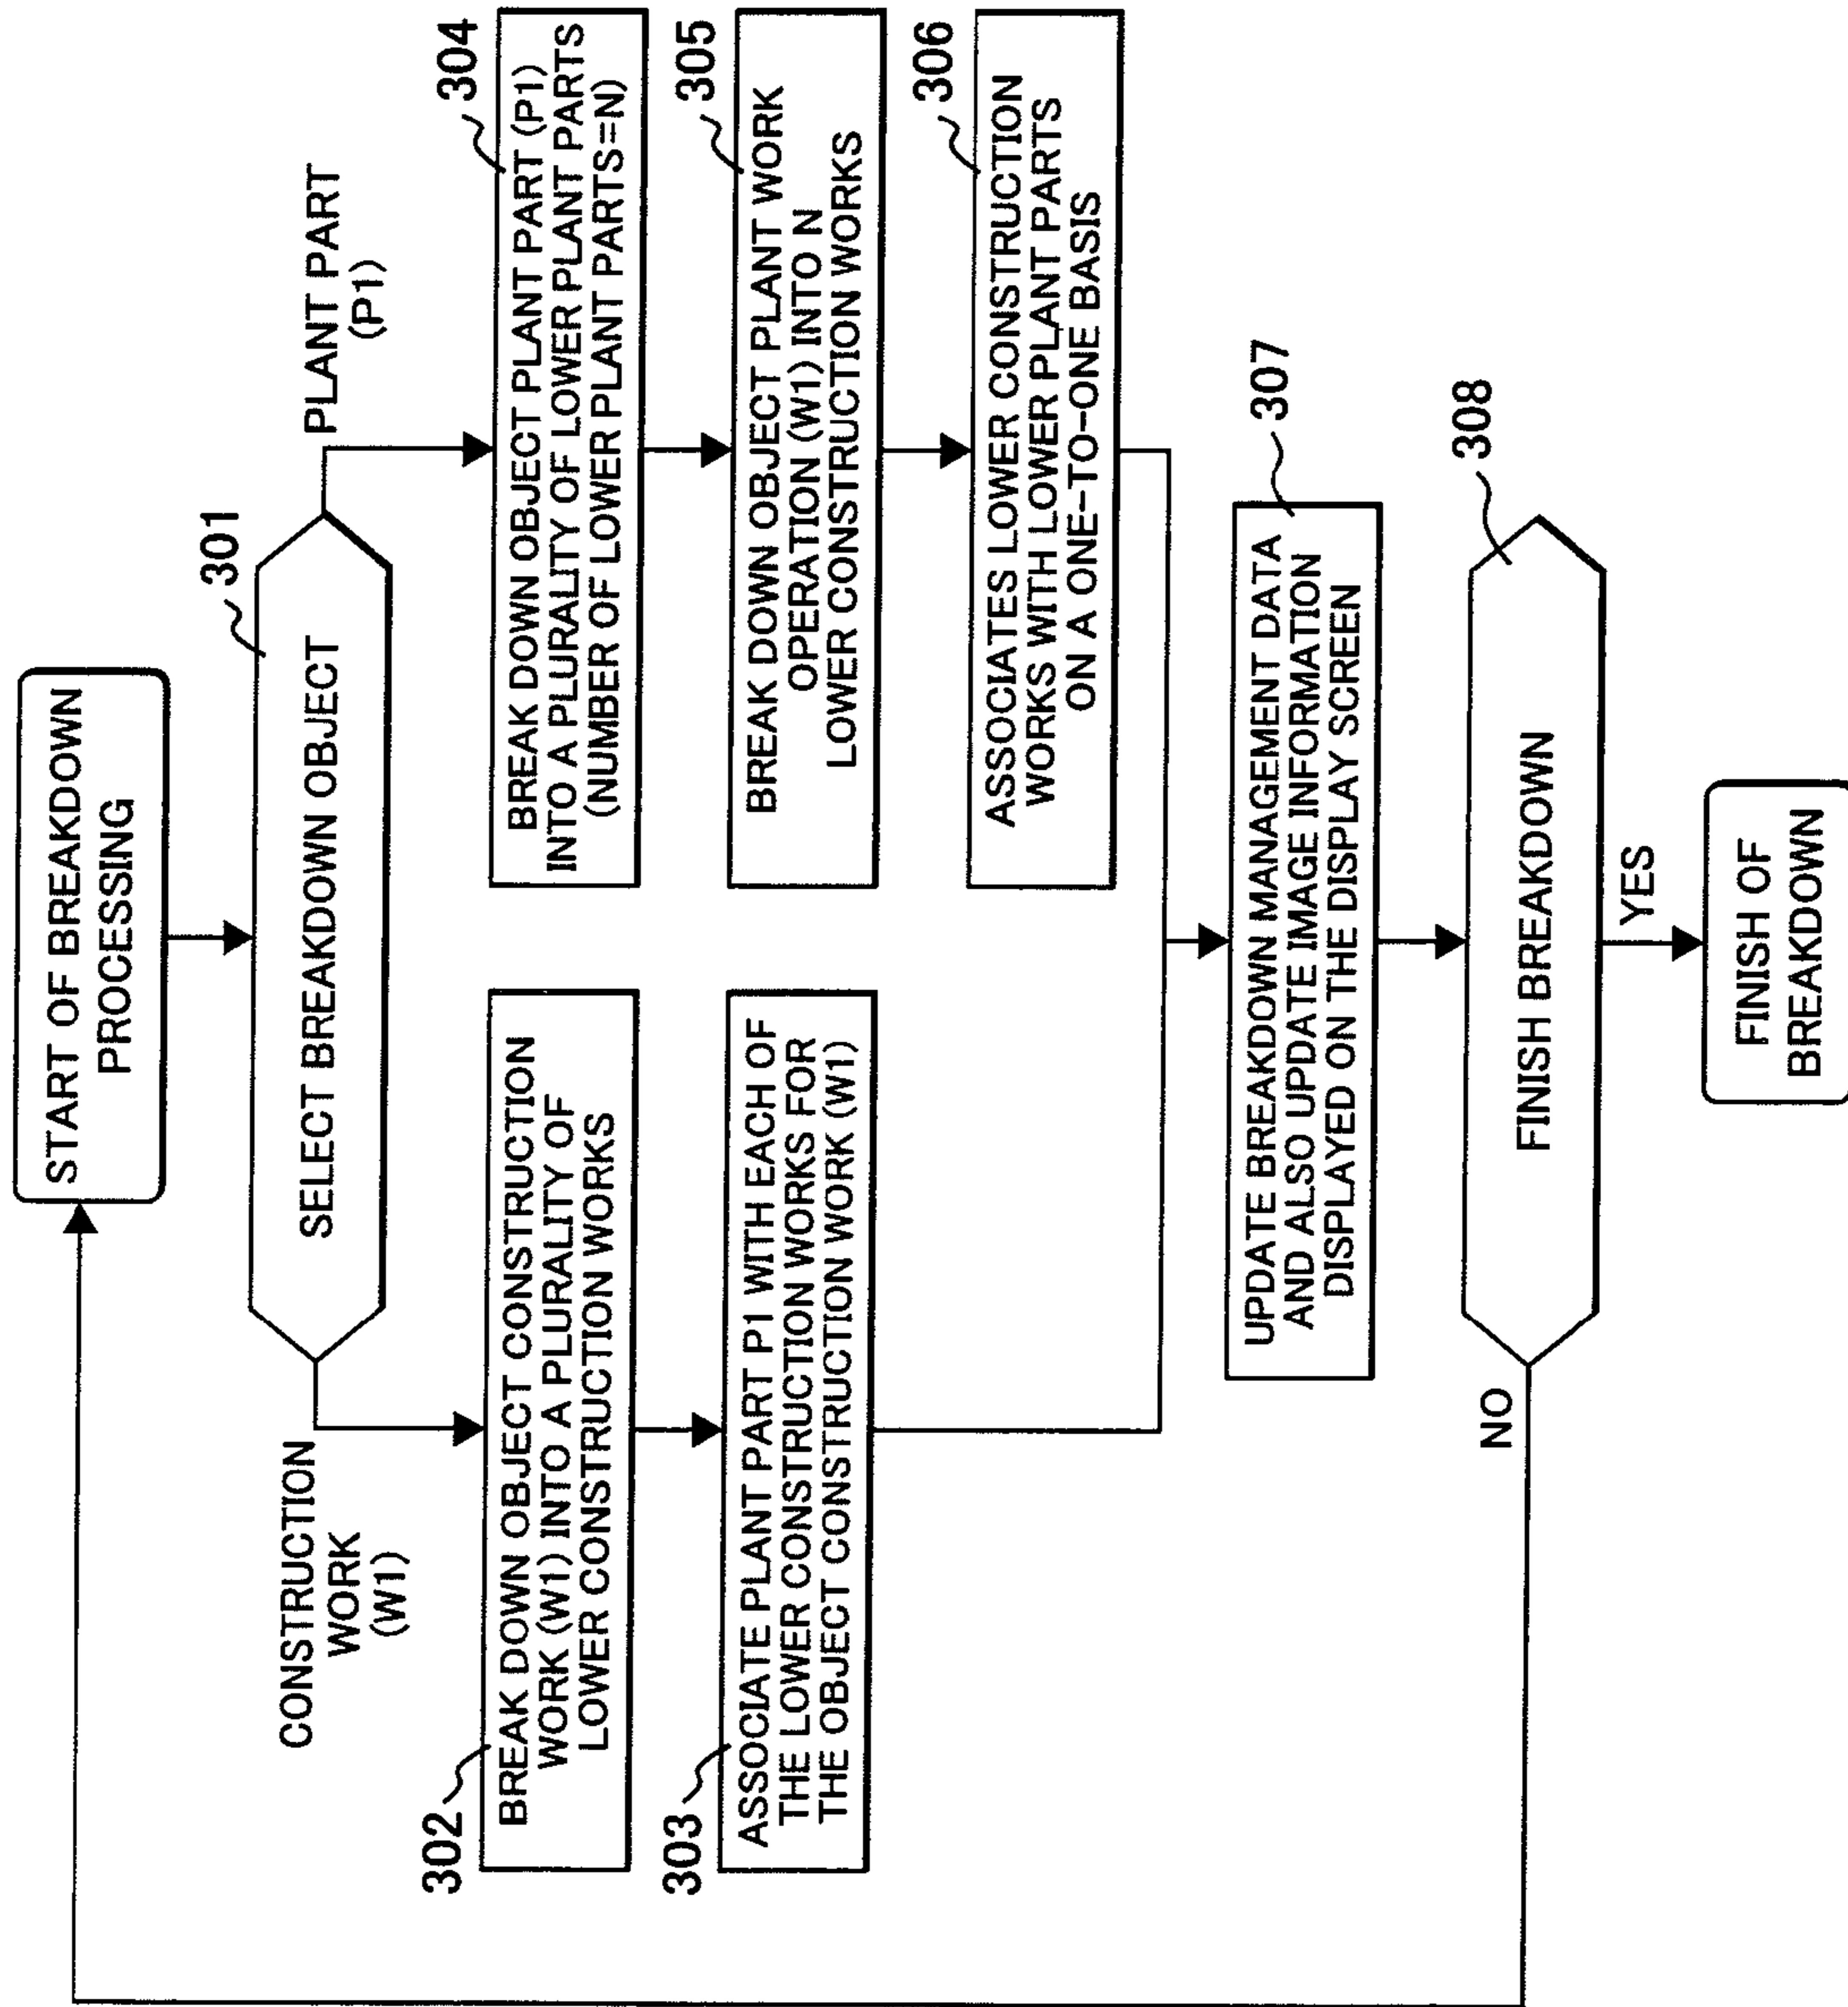 START OF BREAKDOWN
PROCESSING
301
SELECT BREAKDOWN OBJECT
CONSTRUCTION
WORK
(W1)
PLANT PART
(P1)
302
BREAK DOWN OBJECT CONSTRUCTION
WORK (W1) INTO A PLURALITY OF
LOWER CONSTRUCTION WORKS
303
ASSOCIATE PLANT PART P1 WITH EACH OF
THE LOWER CONSTRUCTION WORKS FOR
THE OBJECT CONSTRUCTION WORK (W1)
304
BREAK DOWN OBJECT PLANT PART (P1)
INTO A PLURALITY OF LOWER PLANT PARTS
(NUMBER OF LOWER PLANT PARTS=N)
305
BREAK DOWN OBJECT PLANT WORK
OPERATION (W1) INTO N
LOWER CONSTRUCTION WORKS
306
ASSOCIATES LOWER CONSTRUCTION
WORKS WITH LOWER PLANT PARTS
ON A ONE-TO-ONE BASIS
307
UPDATE BREAKDOWN MANAGEMENT DATA
AND ALSO UPDATE IMAGE INFORMATION
DISPLAYED ON THE DISPLAY SCREEN
308
FINISH BREAKDOWN
NO
YES
FINISH OF
BREAKDOWN